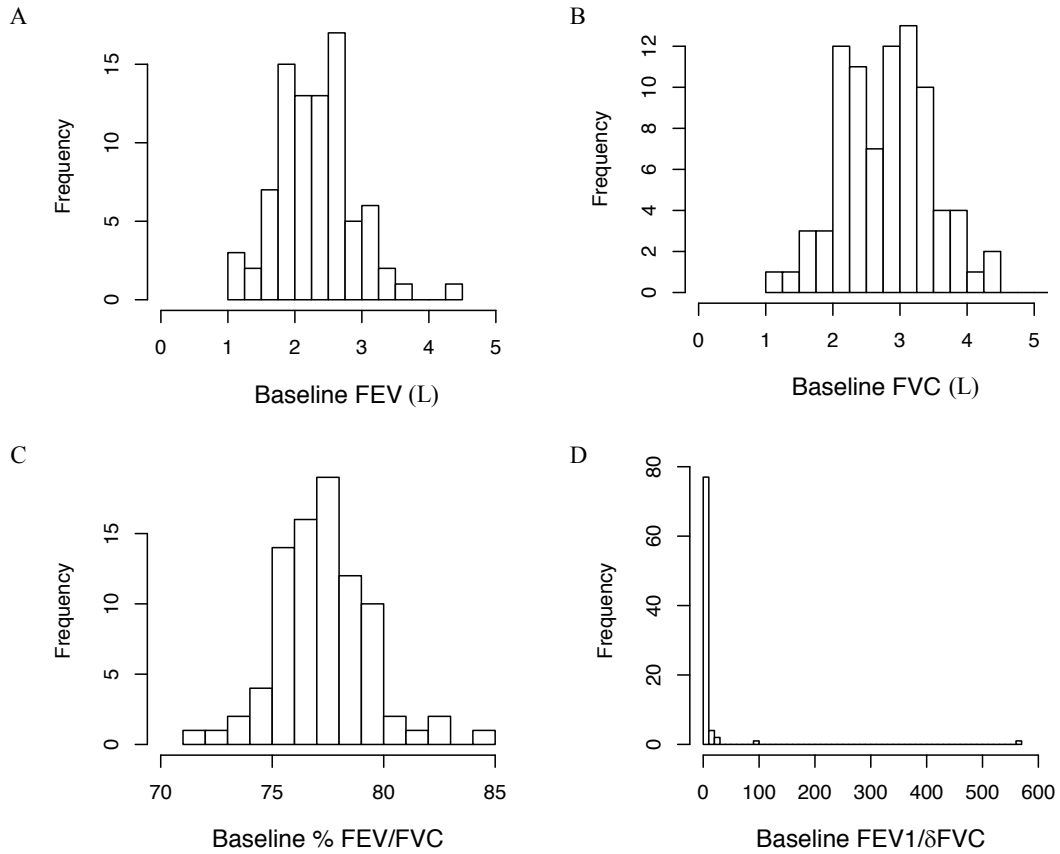 A
Frequency
0 5 10 15
0 1 2 3 4 5
Baseline FEV (L)
B
Frequency
0 2 4 6 8 10 12
0 1 2 3 4 5
Baseline FVC (L)
C
Frequency
0 5 10 15
70 75 80 85
Baseline % FEV/FVC
D
Frequency
0 20 40 60 80
0 100 200 300 400 500 600
Baseline FEV1/δFVC